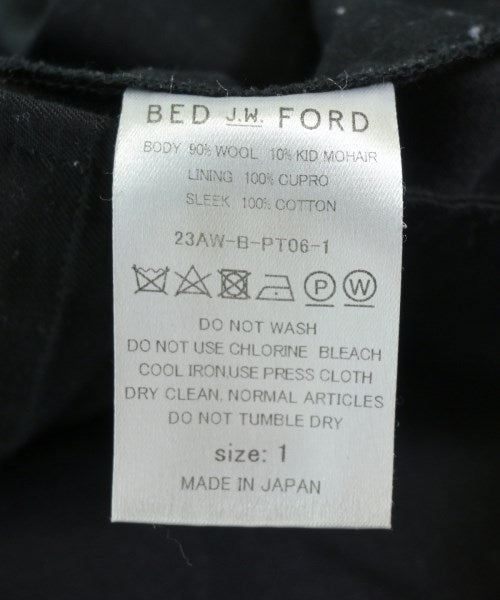 BED J.W. FORD
BODY 90% WOOL 10% KID MOHAIR
LINING 100% CUPRO
SLEEK 100% COTTON
23AW-B-PT06-1
P W
DO NOT WASH
DO NOT USE CHLORINE BLEACH
COOL IRON.USE PRESS CLOTH
DRY CLEAN, NORMAL ARTICLES
DO NOT TUMBLE DRY
size: 1
MADE IN JAPAN